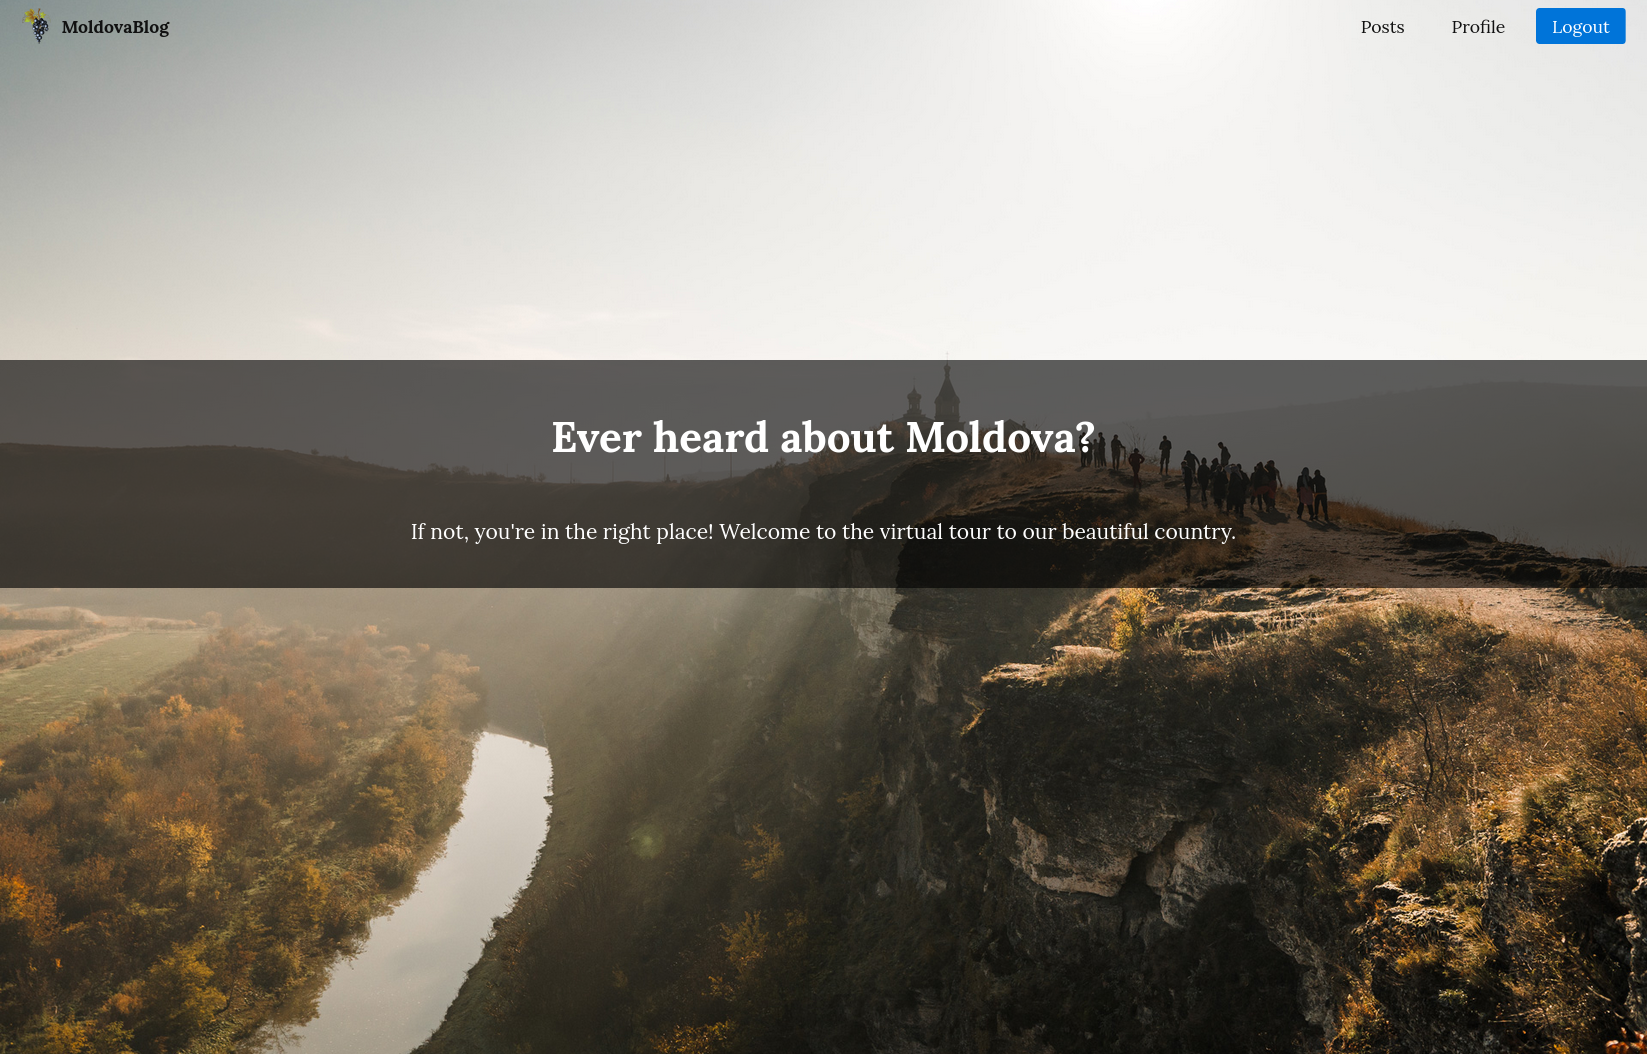 MoldovaBlog
Posts
Profile
Logout
Ever heard about Moldova?
If not, you're in the right place! Welcome to the virtual tour to our beautiful country.